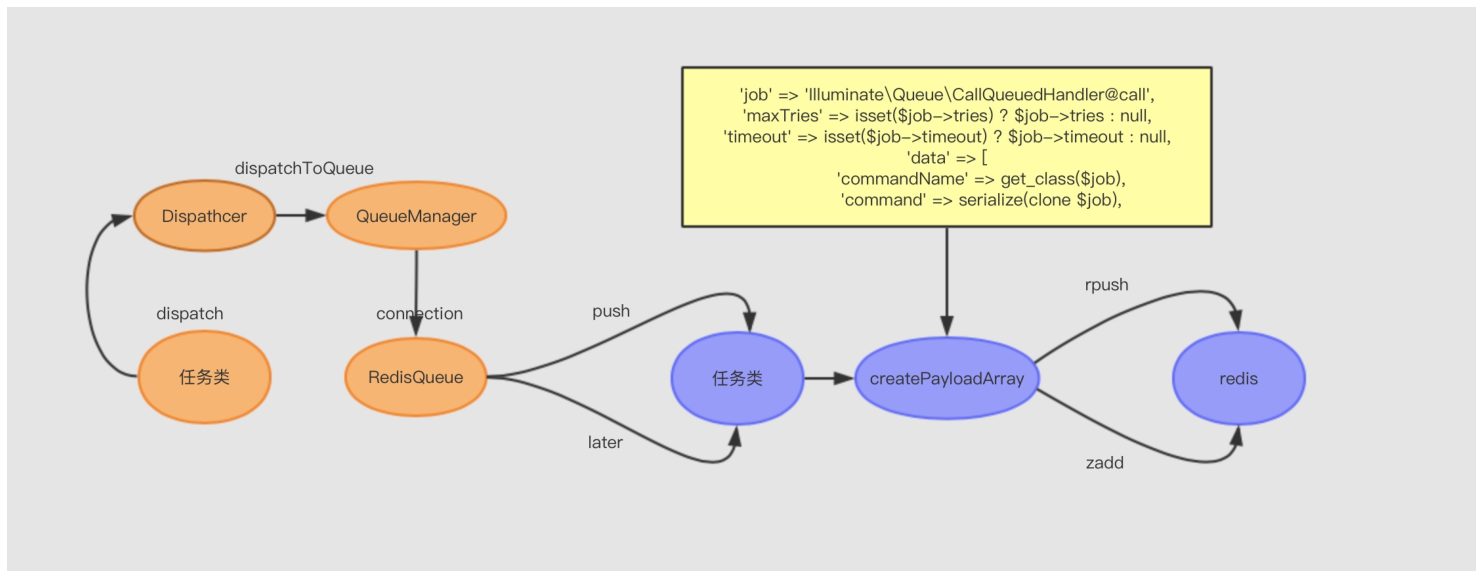 'job' => 'Illuminate\Queue\CallQueuedHandler@call',
'maxTries' => isset($job->tries) ? $job->tries : null,
'timeout' => isset($job->timeout) ? $job->timeout : null,
'data' => [
'commandName' => get_class($job),
'command' => serialize(clone $job),
dispatchToQueue
Dispathcer
QueueManager
dispatch
connection
push
rpush
任务类
RedisQueue
任务类
createPayloadArray
redis
later
zadd